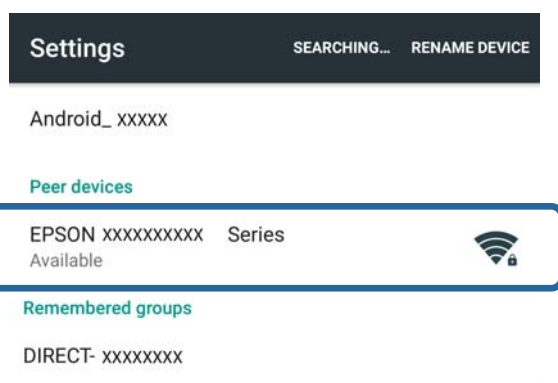 Settings SEARCHING... RENAME DEVICE
Android_ xxxxx
Peer devices
EPSON xxxxxxxxxx Series
Available
Remembered groups
DIRECT- xxxxxxxx